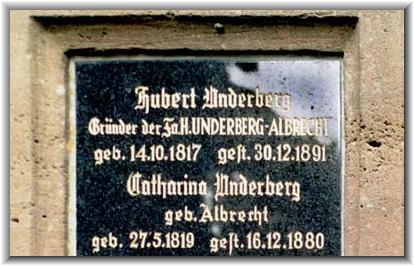 Hubert Underberg
Gründer der Fa. H. UNDERBERG-ALBRECHT
geb. 14.10.1817 gest. 30.12.1891
Catharina Underberg
geb. Albrecht
geb. 27.5.1819 gest. 16.12.1880